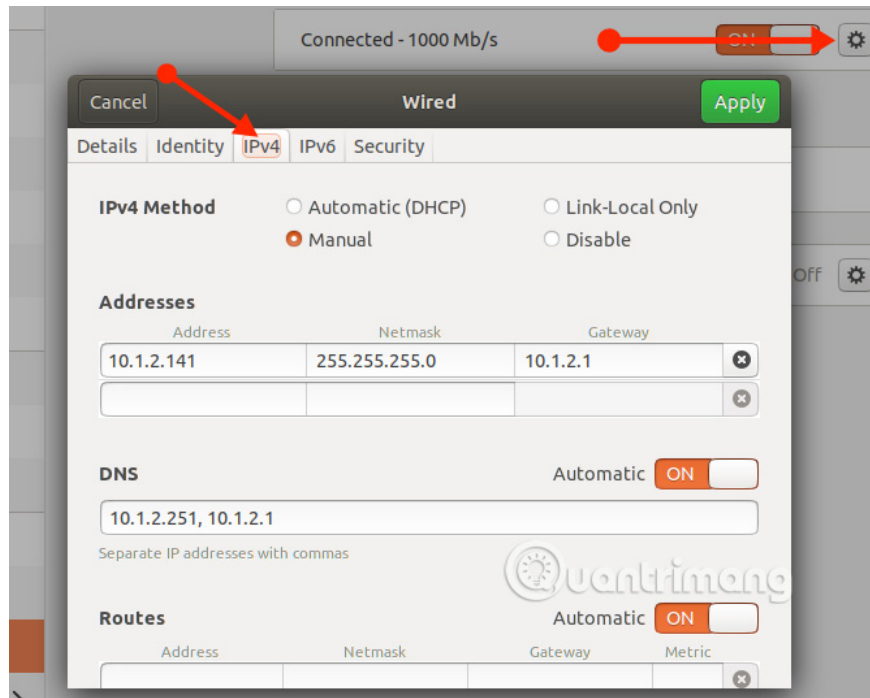 Connected - 1000 Mb/s
ON
Cancel
Wired
Apply
Details
Identity
IPv4
IPv6
Security
IPv4 Method
Automatic (DHCP)
Link-Local Only
Manual
Disable
Off
Addresses
Address
Netmask
Gateway
10.1.2.141
255.255.255.0
10.1.2.1
DNS
Automatic
ON
10.1.2.251, 10.1.2.1
Separate IP addresses with commas
Quantrimang
Routes
Automatic
ON
Address
Netmask
Gateway
Metric